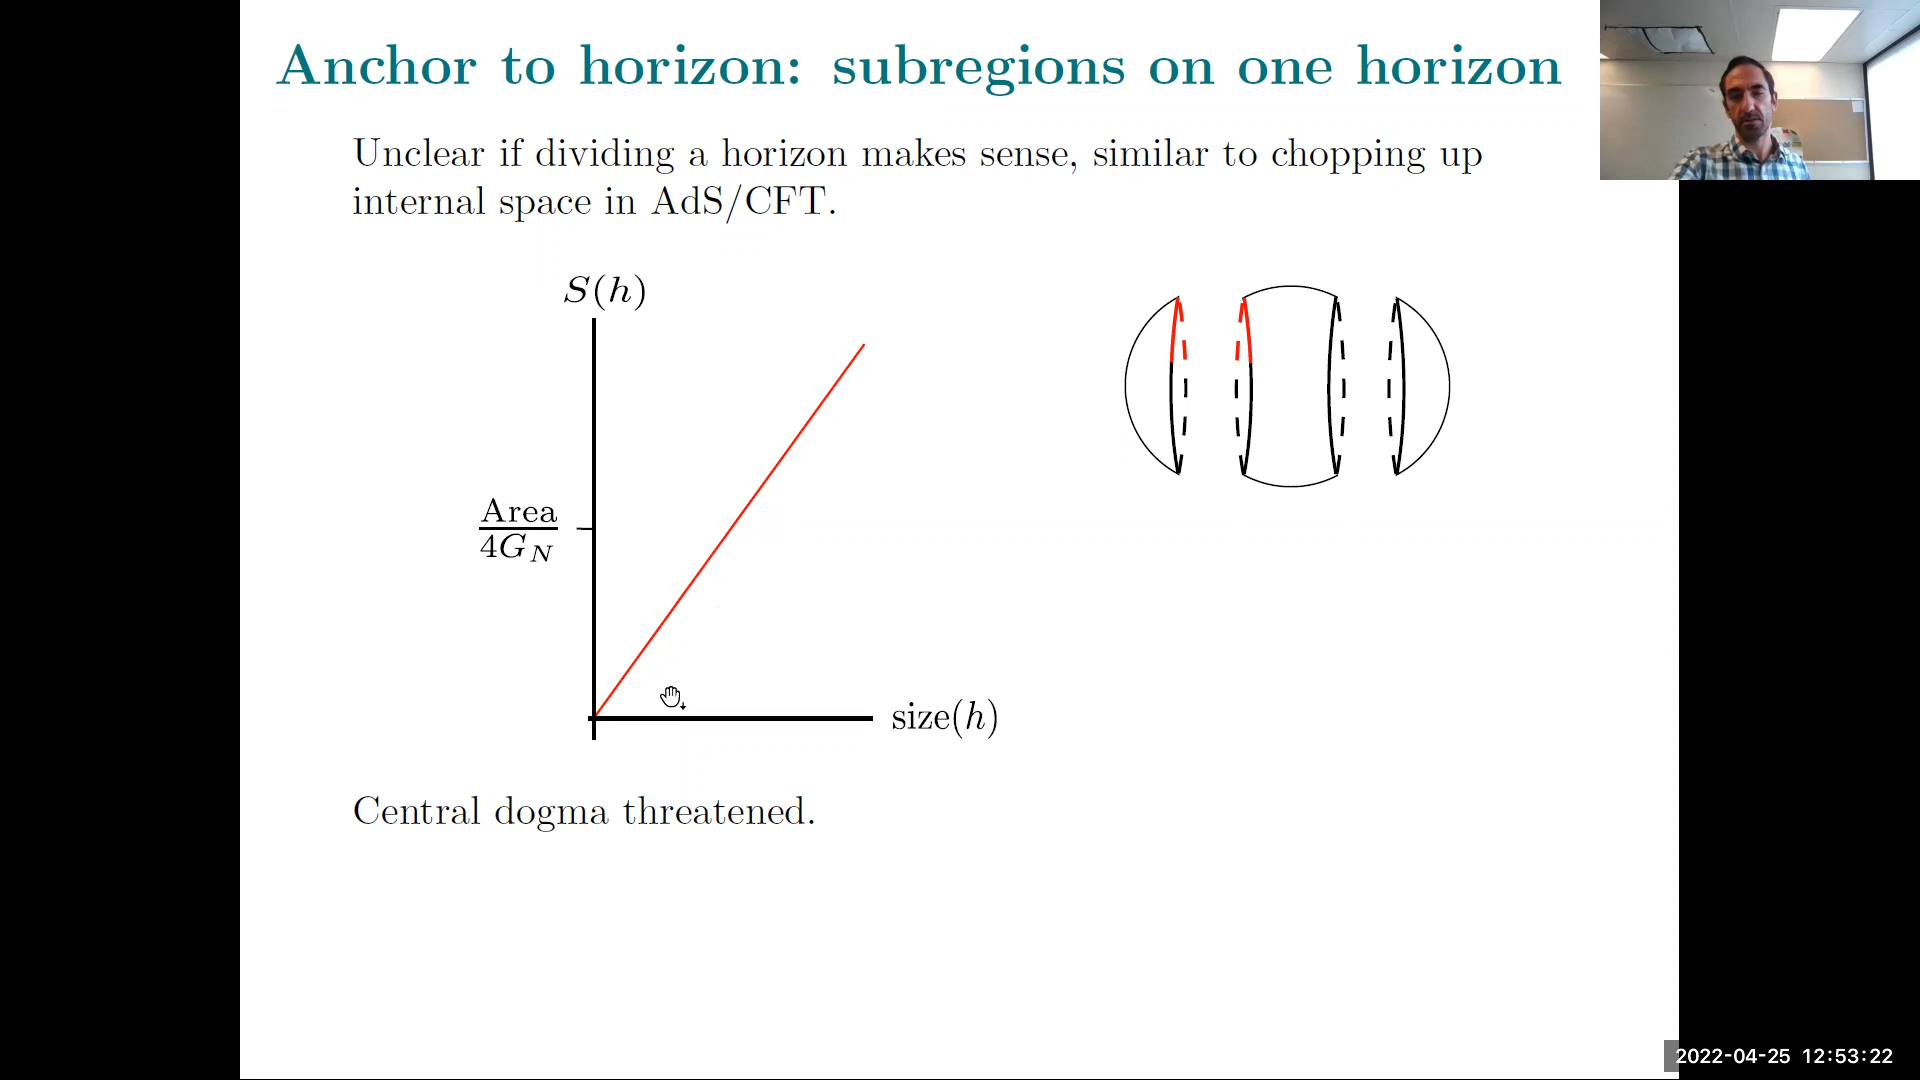 Anchor to horizon: subregions on one horizon
Unclear if dividing a horizon makes sense, similar to chopping up
internal space in AdS/CFT.
S(h)
Area
4G_N
size(h)
Central dogma threatened.
2022-04-25 12:53:22